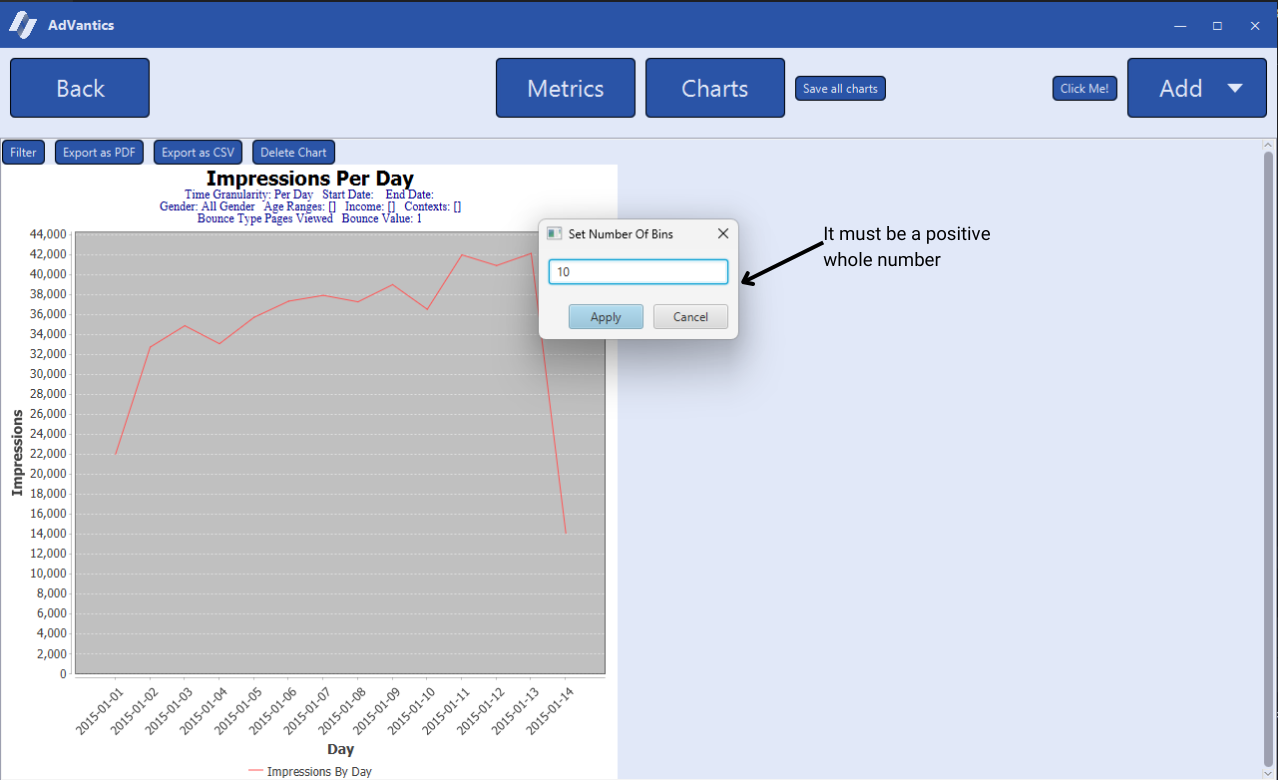 AdVantics
Back
Metrics
Charts
Save all charts
Click Me!
Add
Filter
Export as PDF
Export as CSV
Delete Chart
Impressions Per Day
Time Granularity: Per Day Start Date: End Date:
Gender: All Gender Age Ranges: [] Income: [] Contexts: []
Bounce Type Pages Viewed Bounce Value: 1
Set Number Of Bins
10
Apply
Cancel
It must be a positive
whole number
44,000
42,000
40,000
38,000
36,000
34,000
32,000
30,000
28,000
26,000
24,000
22,000
20,000
18,000
16,000
14,000
12,000
10,000
8,000
6,000
4,000
2,000
0
Impressions
2015-01-01
2015-01-02
2015-01-03
2015-01-04
2015-01-05
2015-01-06
2015-01-07
2015-01-08
2015-01-09
2015-01-10
2015-01-11
2015-01-12
2015-01-13
2015-01-14
Day
Impressions By Day